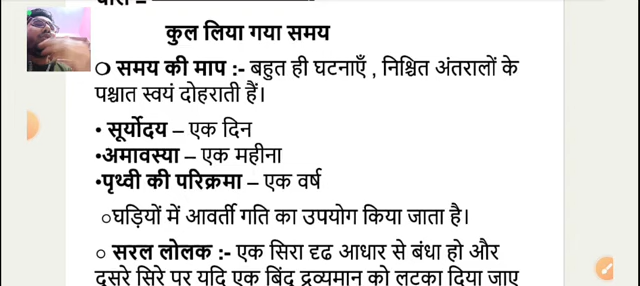 कुल लिया गया समय
❍ समय की माप :- बहुत ही घटनाएँ , निश्चित अंतरालों के
पश्चात स्वयं दोहराती हैं।
• सूर्योदय – एक दिन
•अमावस्या – एक महीना
•पृथ्वी की परिक्रमा – एक वर्ष
○घड़ियों में आवर्ती गति का उपयोग किया जाता है।
○ सरल लोलक :- एक सिरा दृढ आधार से बंधा हो और
दूसरे सिरे पर यदि एक बिंदु द्रव्यमान को लटका दिया जाए